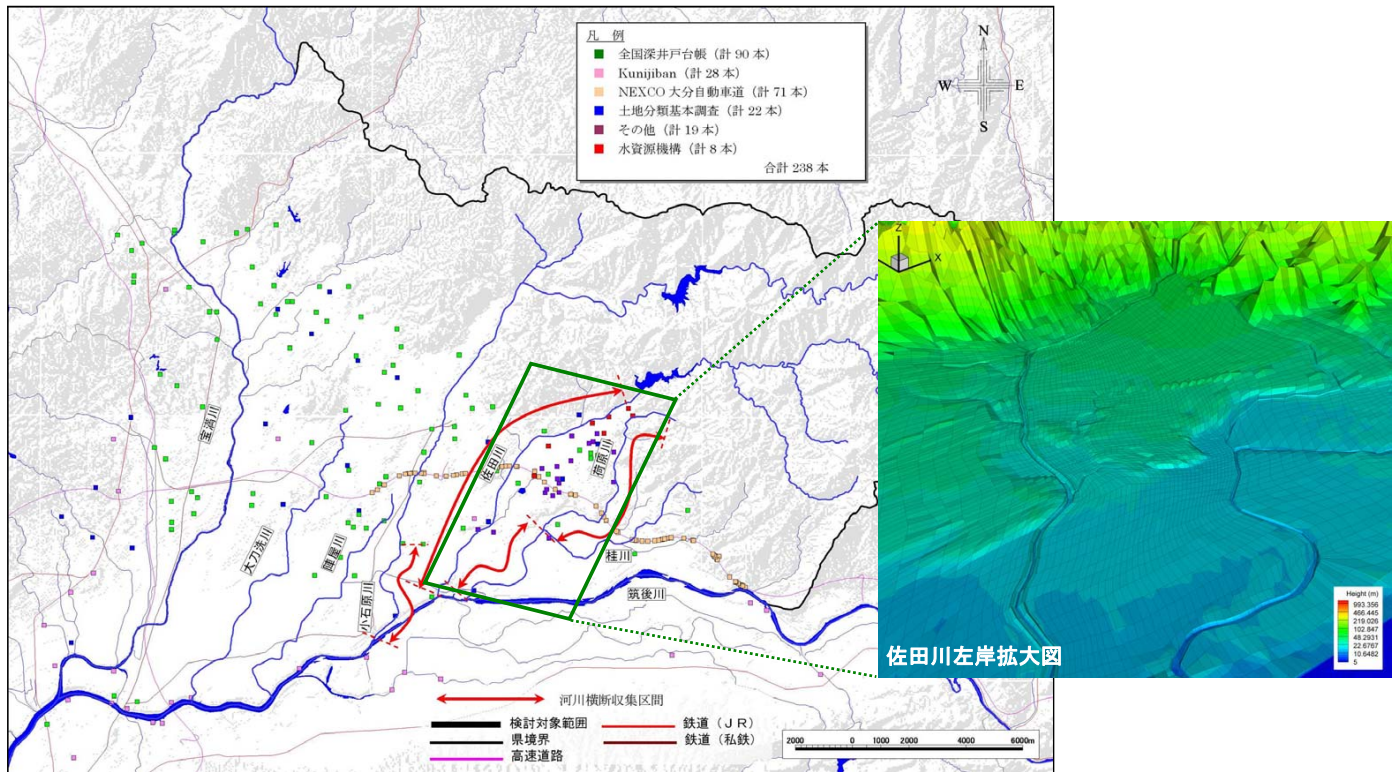 凡 例
全国深井戸台帳（計 90 本）
Kunijiban（計 28 本）
NEXCO 大分自動車道（計 71 本）
土地分類基本調査（計 22 本）
その他（計 19 本）
水資源機構（計 8 本）
合計 238 本
N
W E
S
Z
X
宝満川
大刀洗川
陣屋川
小石原川
佐田川
荷原川
桂川
筑後川
Height (m)
993.356
466.445
219.026
102.847
48.2931
22.6767
10.6482
5
佐田川左岸拡大図
河川横断収集区間
検討対象範囲
県境界
高速道路
鉄道（ＪＲ）
鉄道（私鉄）
2000 0 1000 2000 4000 6000m